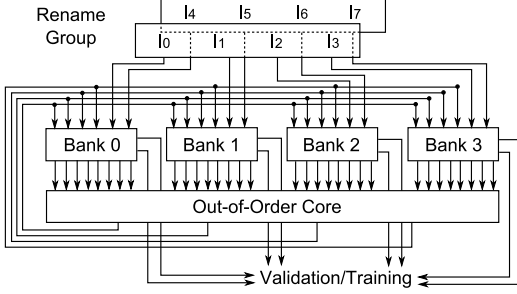 Rename
Group
I4 I5 I6 I7
I0 I1 I2 I3
Bank 0 Bank 1 Bank 2 Bank 3
Out-of-Order Core
Validation/Training